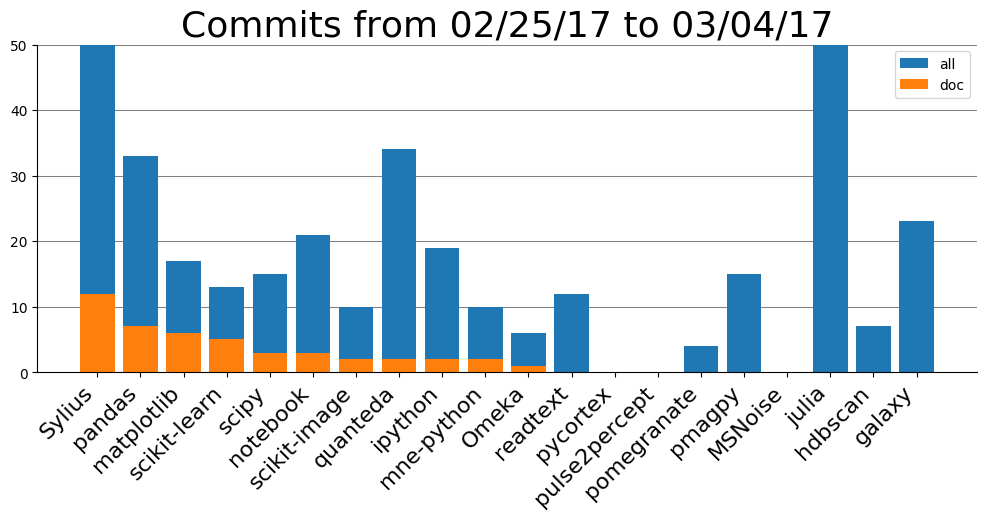 Commits from 02/25/17 to 03/04/17
50
40
30
20
10
0
all
doc
Sylius
pandas
matplotlib
scikit-learn
scipy
notebook
scikit-image
quanteda
ipython
mne-python
Omeka
readtext
pycortex
pulse2percept
pomegranate
pmagpy
MSNoise
julia
hdbscan
galaxy